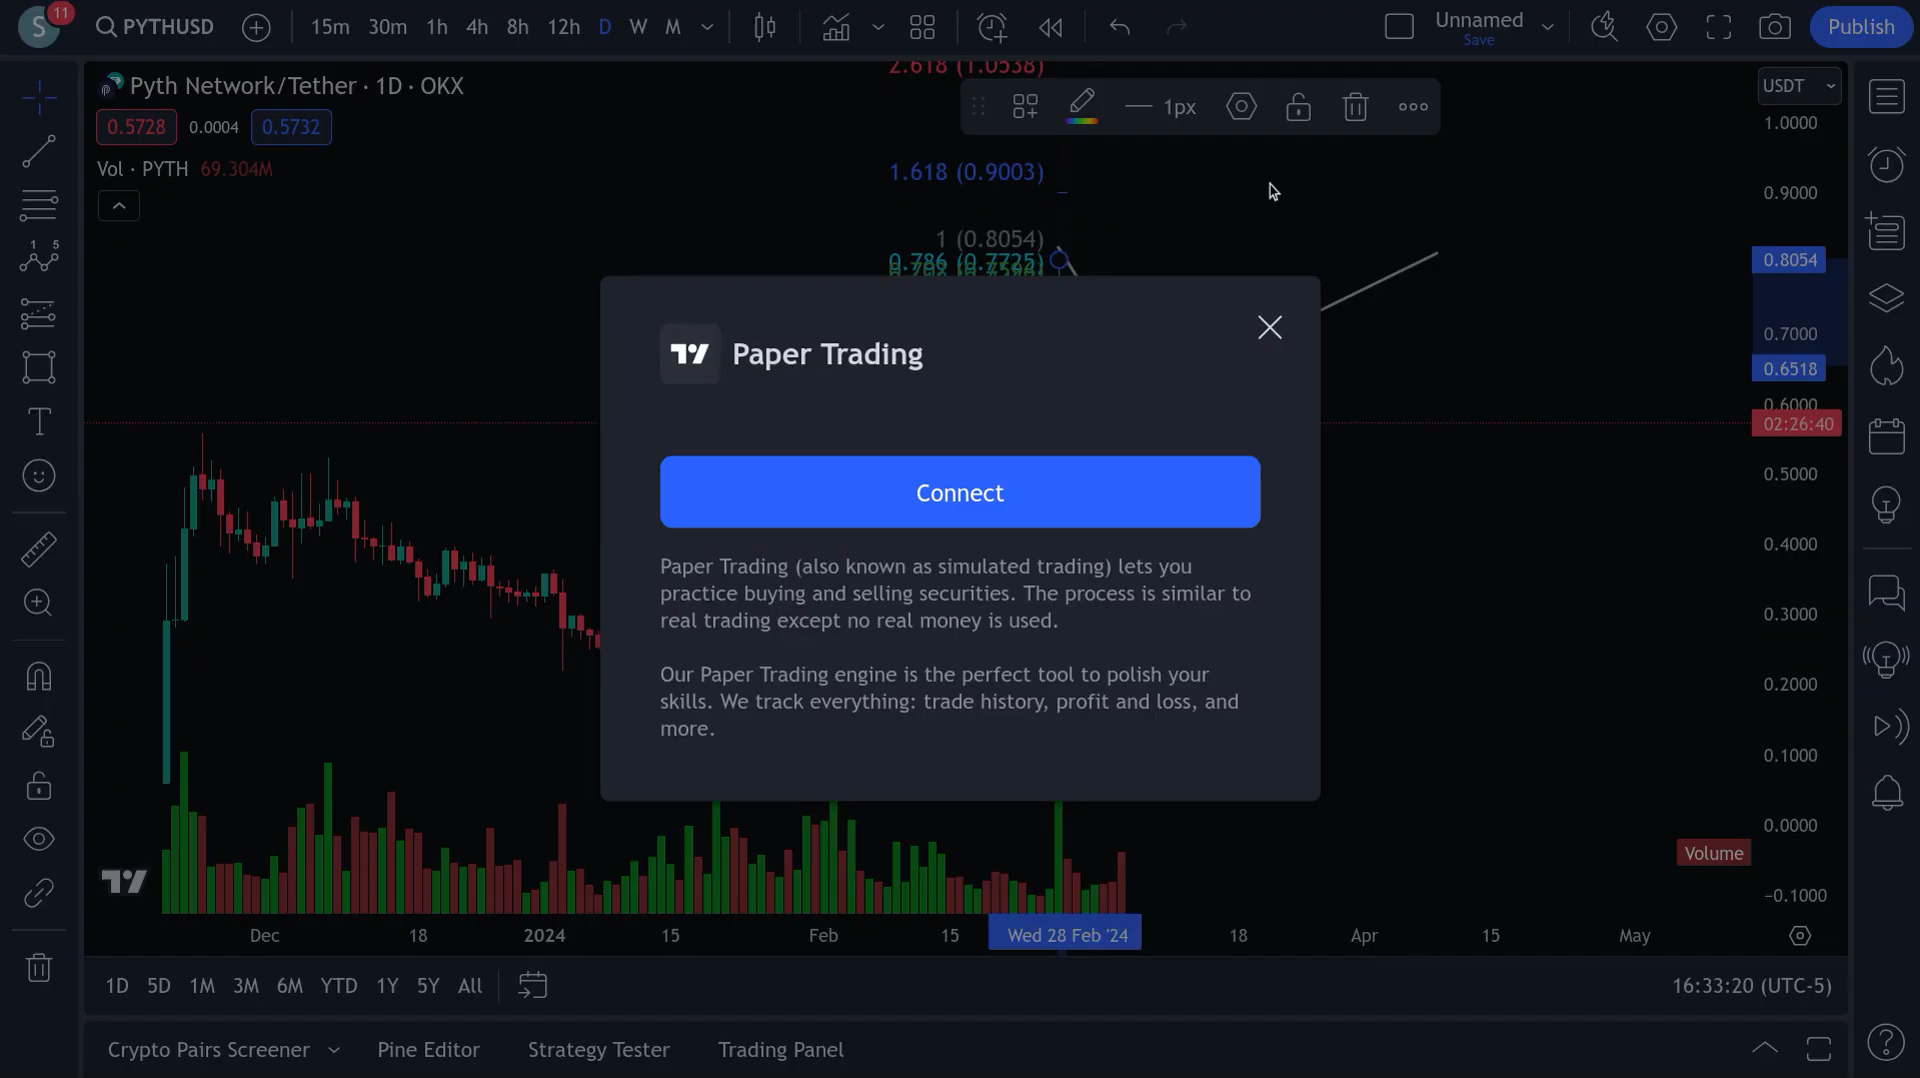 S
11
PYTHUSD
15m 30m 1h 4h 8h 12h D W M
Unnamed
Save
Publish
Pyth Network/Tether · 1D · OKX
0.5728 0.0004 0.5732
Vol · PYTH 69.304M
2.618 (1.0538)
1px
USDT
1.0000
1.618 (0.9003)
0.9000
1 (0.8054)
0.786 (0.7725)
0.8054
0.7000
0.6518
0.6000
02:26:40
0.5000
0.4000
0.3000
0.2000
0.1000
0.0000
Volume
−0.1000
1 5
Paper Trading
Connect
Paper Trading (also known as simulated trading) lets you
practice buying and selling securities. The process is similar to
real trading except no real money is used.
Our Paper Trading engine is the perfect tool to polish your
skills. We track everything: trade history, profit and loss, and
more.
Dec 18 2024 15 Feb 15 Wed 28 Feb '24 18 Apr 15 May
1D 5D 1M 3M 6M YTD 1Y 5Y All
16:33:20 (UTC-5)
Crypto Pairs Screener Pine Editor Strategy Tester Trading Panel